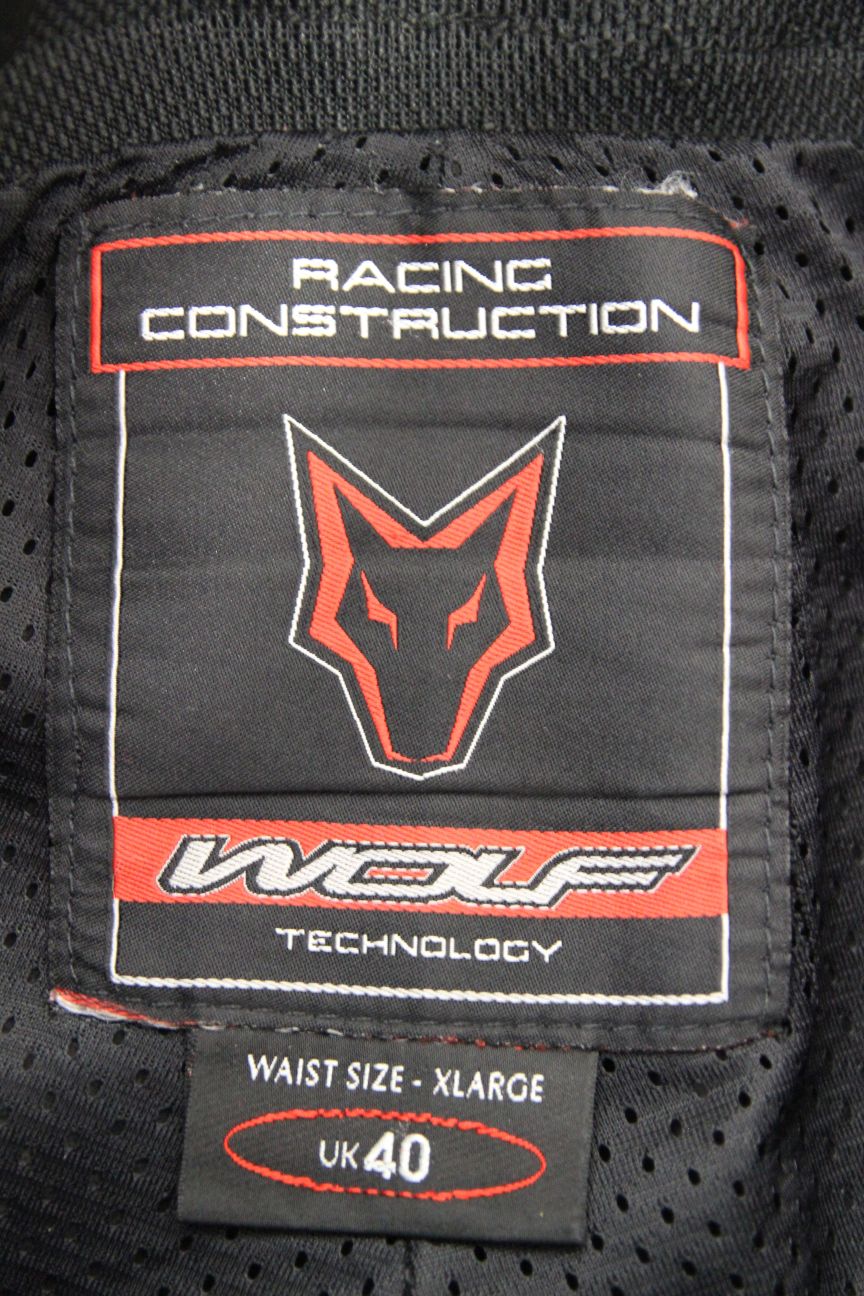 RACING
CONSTRUCTION
WOLF
TECHNOLOGY
WAIST SIZE - XLARGE
UK 40